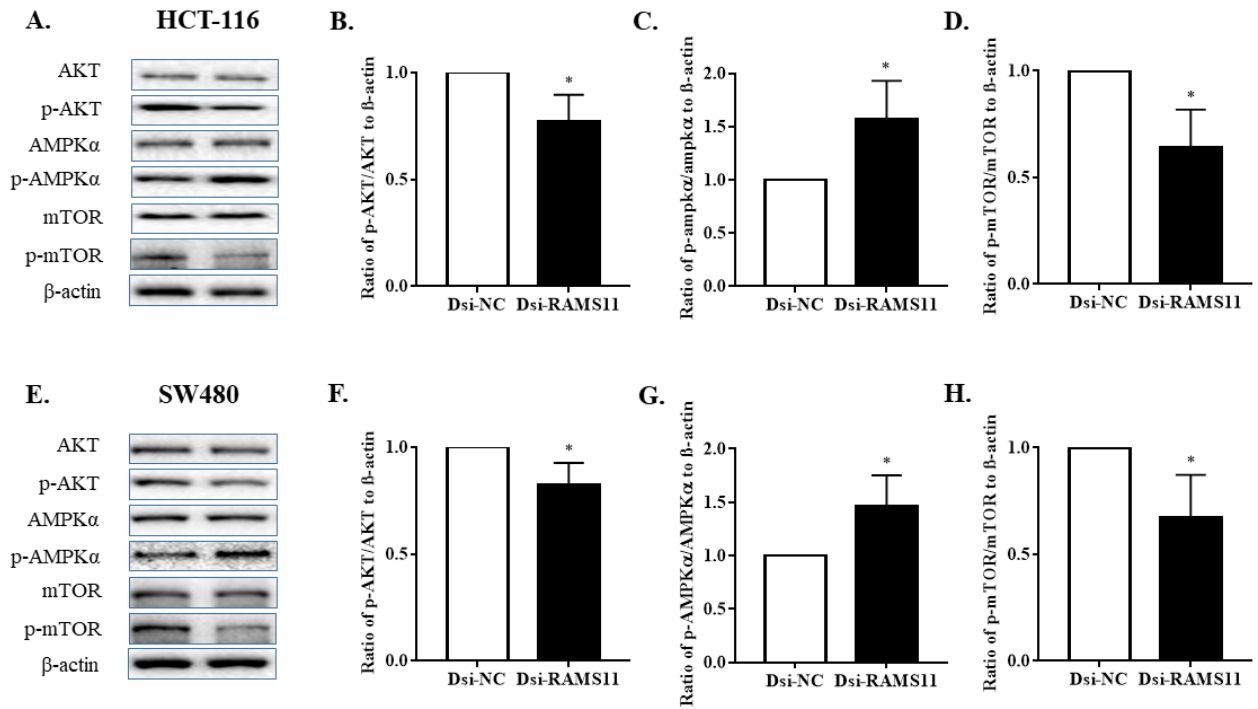 A.
HCT-116
AKT
p-AKT
AMPKα
p-AMPKα
mTOR
p-mTOR
β-actin
B.
Ratio of p-AKT/AKT to ß-actin
1.0
0.5
0.0
*
Dsi-NC Dsi-RAMS11
C.
Ratio of p-ampkα/ampkα to ß-actin
2.0
1.5
1.0
0.5
0.0
*
Dsi-NC Dsi-RAMS11
D.
Ratio of p-mTOR/mTOR to ß-actin
1.0
0.5
0.0
*
Dsi-NC Dsi-RAMS11
E.
SW480
AKT
p-AKT
AMPKα
p-AMPKα
mTOR
p-mTOR
β-actin
F.
Ratio of p-AKT/AKT to ß-actin
1.0
0.5
0.0
*
Dsi-NC Dsi-RAMS11
G.
Ratio of p-AMPKα/AMPKα to ß-actin
2.0
1.5
1.0
0.5
0.0
*
Dsi-NC Dsi-RAMS11
H.
Ratio of p-mTOR/mTOR to ß-actin
1.0
0.5
0.0
*
Dsi-NC Dsi-RAMS11